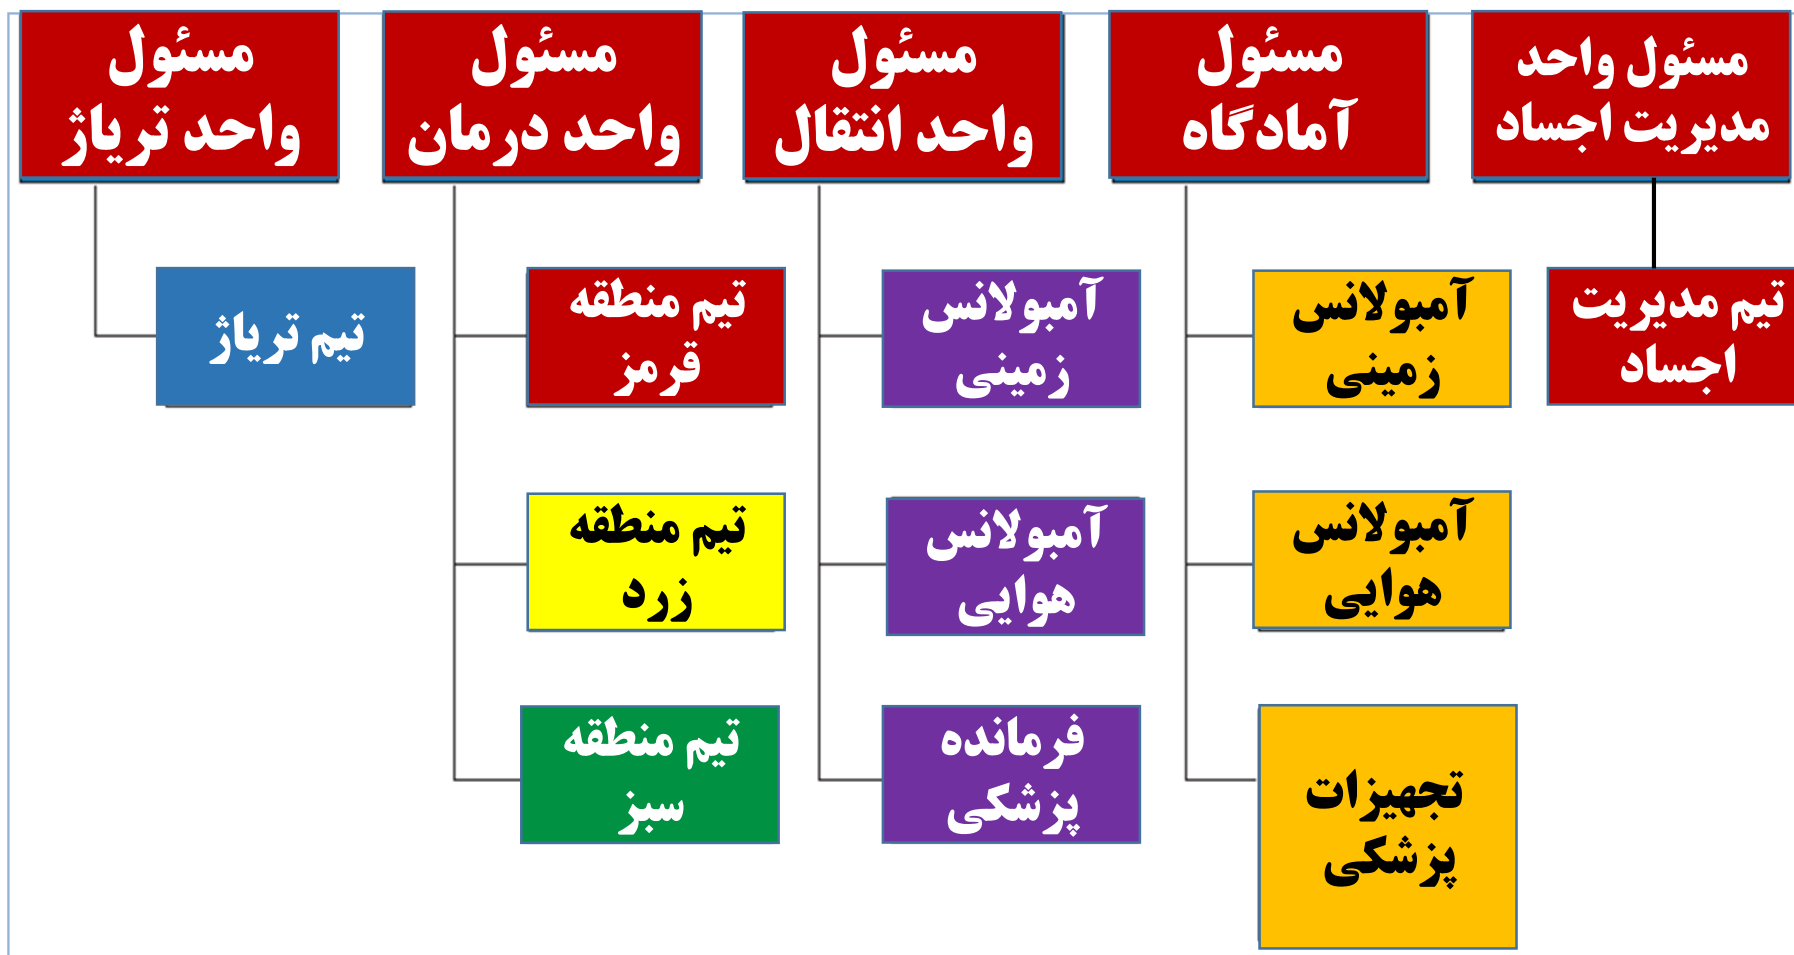 مسئول
واحد تریاژ
مسئول
واحد درمان
مسئول
واحد انتقال
مسئول
آمادگاه
مسئول واحد
مدیریت اجساد
تیم تریاژ
تیم منطقه
قرمز
تیم منطقه
زرد
تیم منطقه
سبز
آمبولانس
زمینی
آمبولانس
هوایی
فرمانده
پزشکی
آمبولانس
زمینی
آمبولانس
هوایی
تجهیزات
پزشکی
تیم مدیریت
اجساد